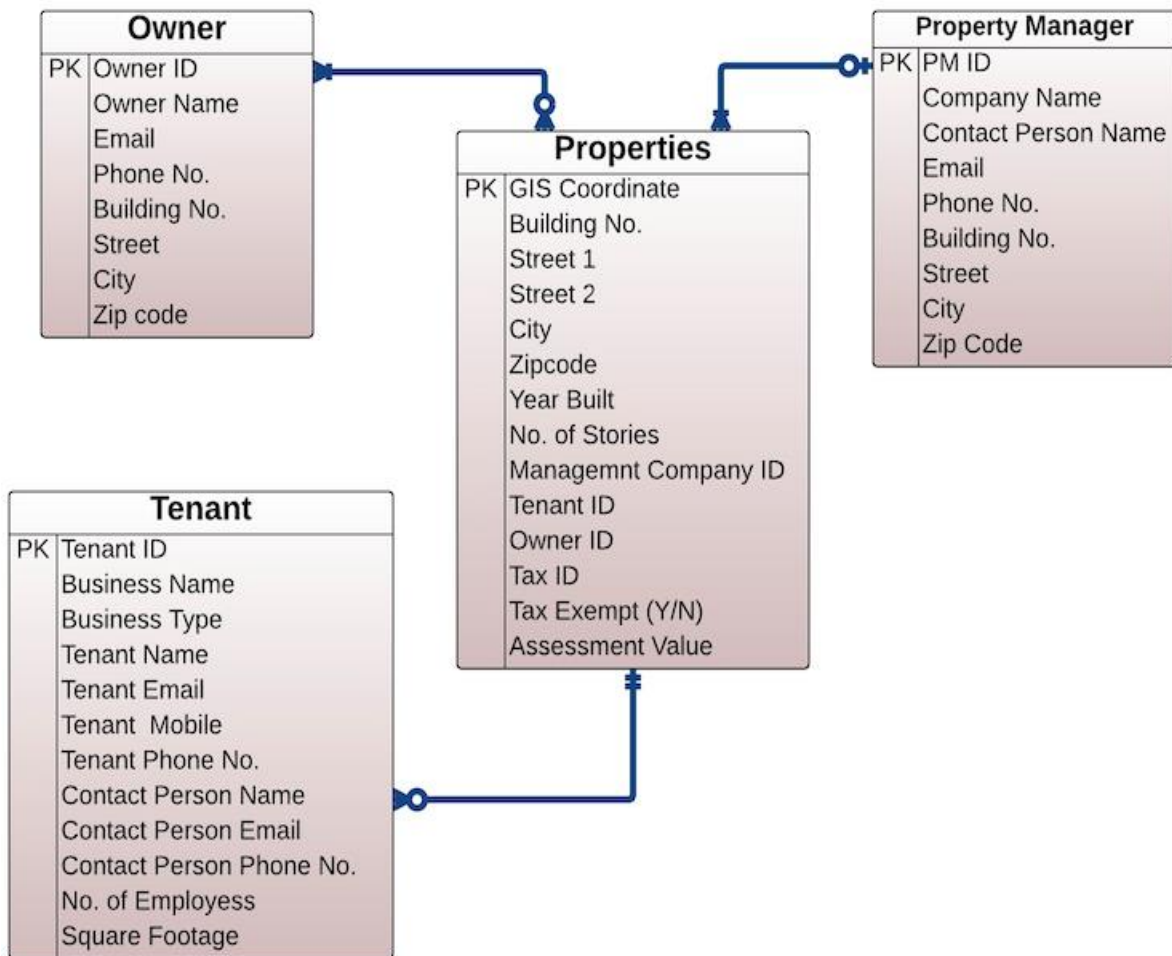 Owner
PK Owner ID
Owner Name
Email
Phone No.
Building No.
Street
City
Zip code
Property Manager
PK PM ID
Company Name
Contact Person Name
Email
Phone No.
Building No.
Street
City
Zip Code
Properties
PK GIS Coordinate
Building No.
Street 1
Street 2
City
Zipcode
Year Built
No. of Stories
Managemnt Company ID
Tenant ID
Owner ID
Tax ID
Tax Exempt (Y/N)
Assessment Value
Tenant
PK Tenant ID
Business Name
Business Type
Tenant Name
Tenant Email
Tenant Mobile
Tenant Phone No.
Contact Person Name
Contact Person Email
Contact Person Phone No.
No. of Employess
Square Footage